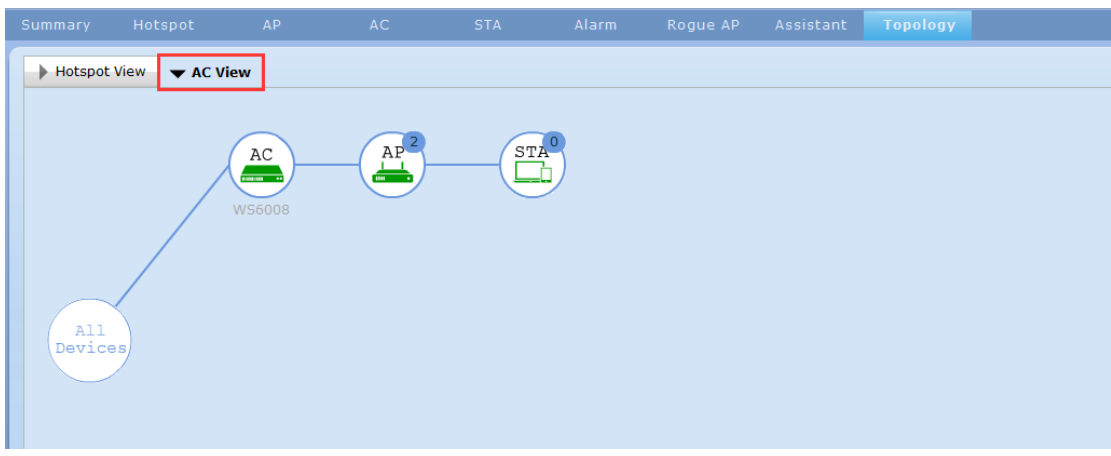 Summary Hotspot AP AC STA Alarm Rogue AP Assistant Topology
Hotspot View AC View
AC AP 2 STA 0
WS6008
All
Devices